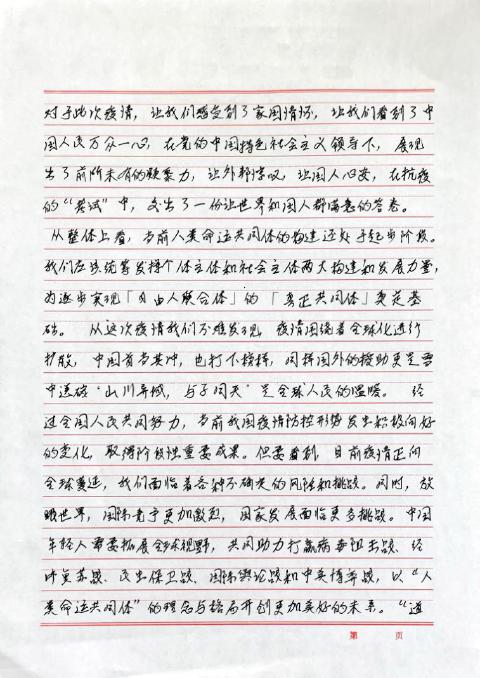 对于此次疫情，让我们感受到了家国情怀，让我们看到了中
国人民万众一心，在党的中国特色社会主义领导下，展现
出了前所未有的凝聚力，让外邦惊叹，让国人心安，在抗疫
的“考试”中，交出了一份让世界和国人都满意的答卷。
从整体上看，当前人类命运共同体的构建还处于起步阶段。
我们应该统筹发挥个体主体和社会主体两大构建和发展力量，
为逐步实现「自由人联合体」的「真正共同体」奠定基
础。 从这次疫情我们不难发现，疫情围绕着全球化进行
扩散，中国首当其冲，也打下榜样，同样国外的援助更是雪
中送碳“山川异域，与子同天”是全球人民的温暖。 经
过全国人民共同努力，当前我国疫情防控形势发生积极向好
的变化，取得阶段性重要成果。但要看到，目前疫情正向
全球蔓延，我们面临着各种不确定的风险和挑战。同时，放
眼世界，国际竞争更加激烈，国家发展面临更多挑战。中国
年轻人需要拓展全球视野，共同助力打赢病毒阻击战、经
济复苏战、民生保卫战、国际舆论战和中美博弈战，以“人
类命运共同体”的理念与格局开创更加美好的未来。“道
第 页